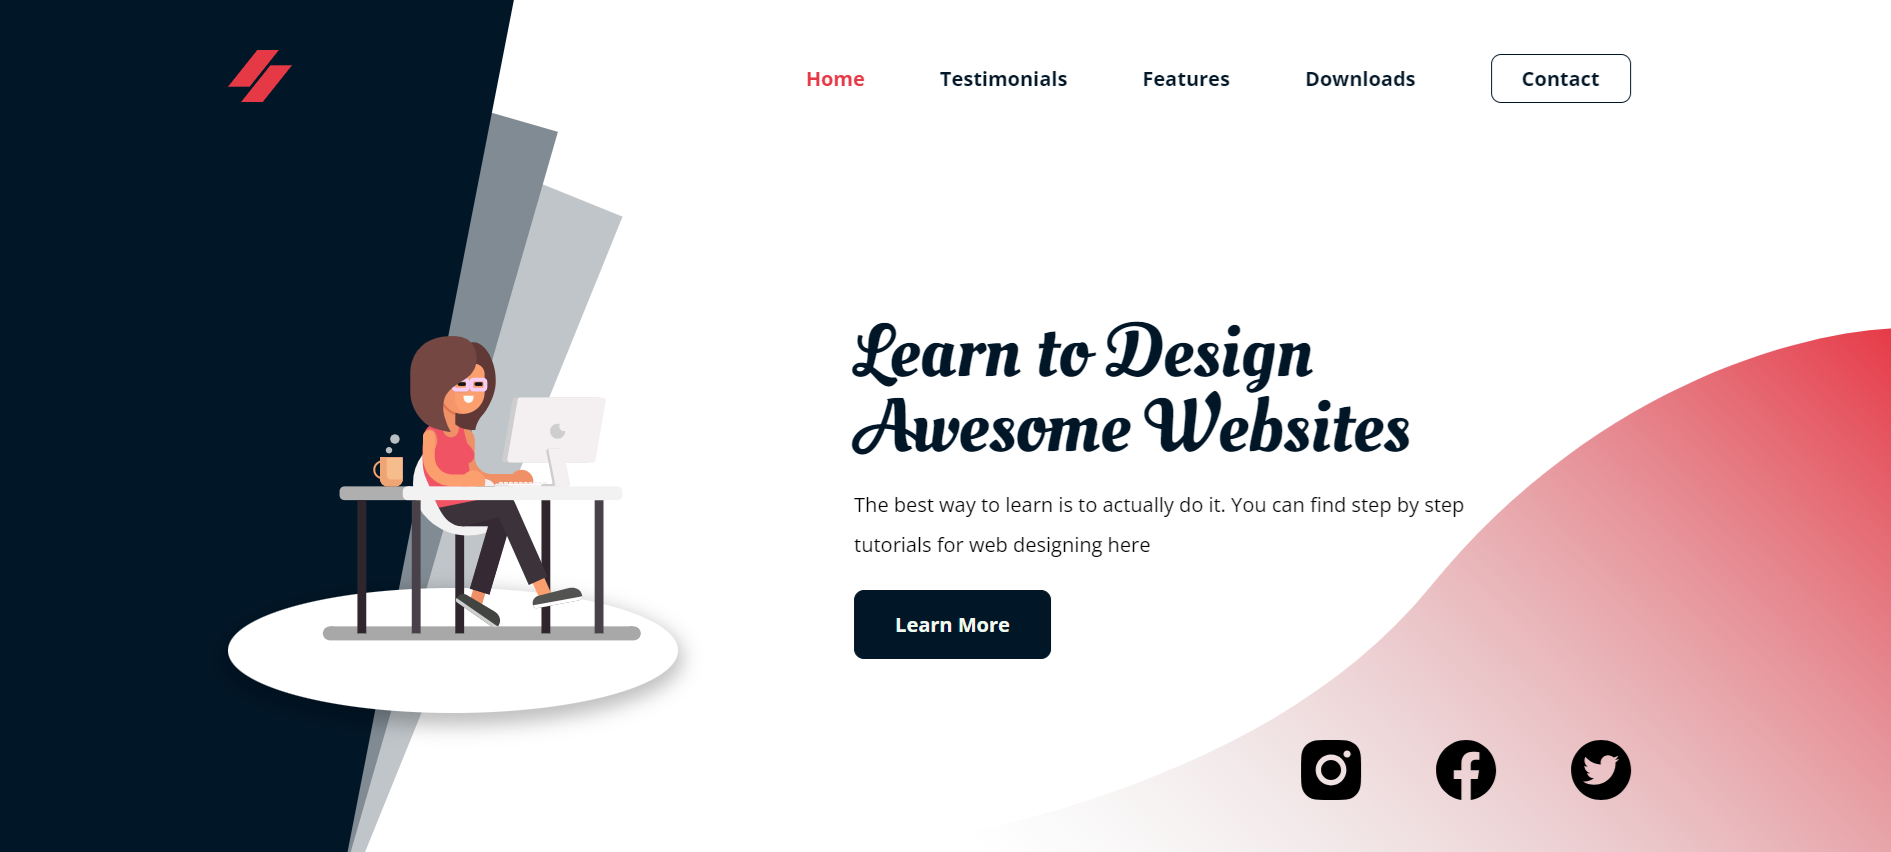 Home Testimonials Features Downloads Contact
Learn to Design
Awesome Websites
The best way to learn is to actually do it. You can find step by step
tutorials for web designing here
Learn More